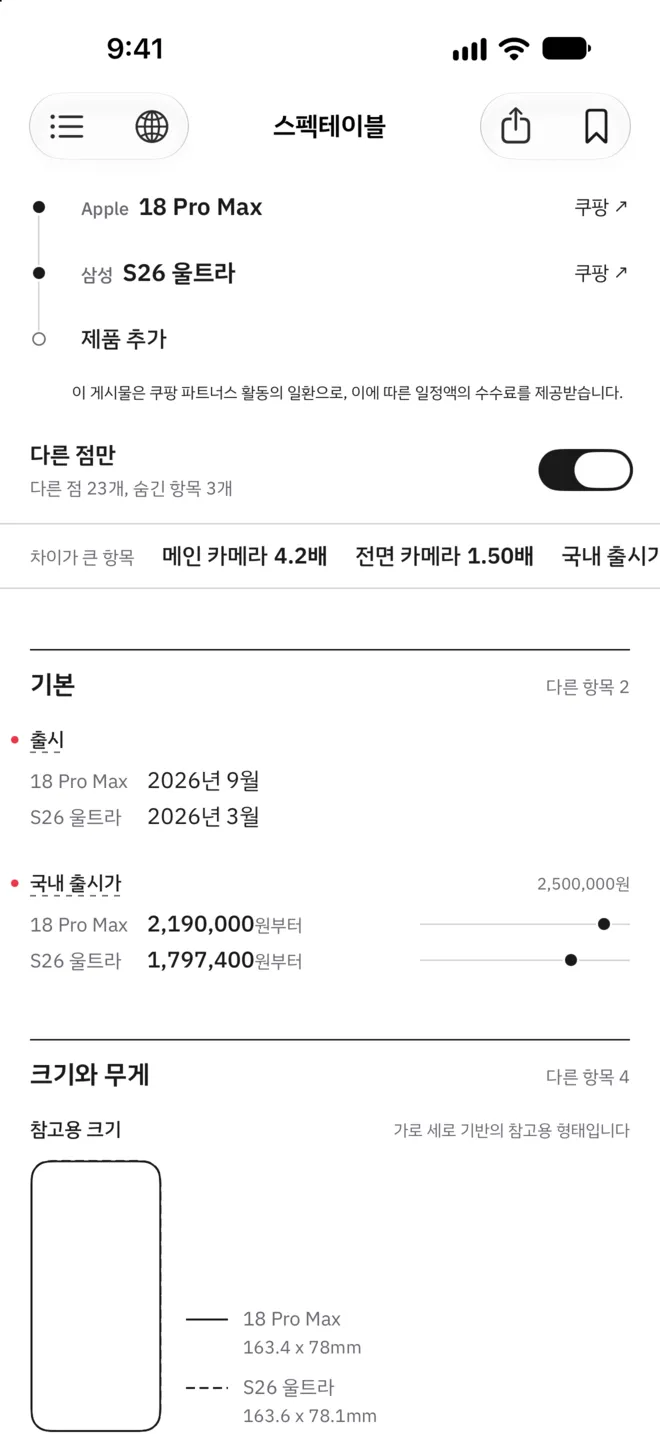 9:41
스펙테이블
Apple 18 Pro Max 쿠팡 ↗
삼성 S26 울트라 쿠팡 ↗
제품 추가
이 게시물은 쿠팡 파트너스 활동의 일환으로, 이에 따른 일정액의 수수료를 제공받습니다.
다른 점만
다른 점 23개, 숨긴 항목 3개
차이가 큰 항목 메인 카메라 4.2배 전면 카메라 1.50배 국내 출시가
기본 다른 항목 2
출시
18 Pro Max 2026년 9월
S26 울트라 2026년 3월
국내 출시가 2,500,000원
18 Pro Max 2,190,000원부터
S26 울트라 1,797,400원부터
크기와 무게 다른 항목 4
참고용 크기 가로 세로 기반의 참고용 형태입니다
18 Pro Max
163.4 x 78mm
S26 울트라
163.6 x 78.1mm